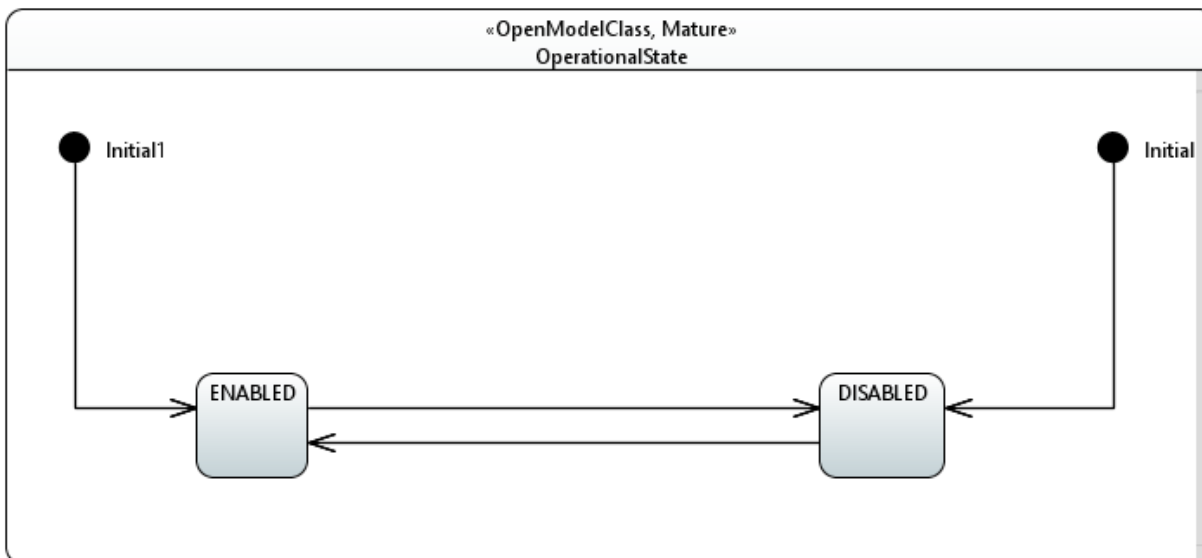 «OpenModelClass, Mature»
OperationalState
Initial1
Initial
ENABLED
DISABLED